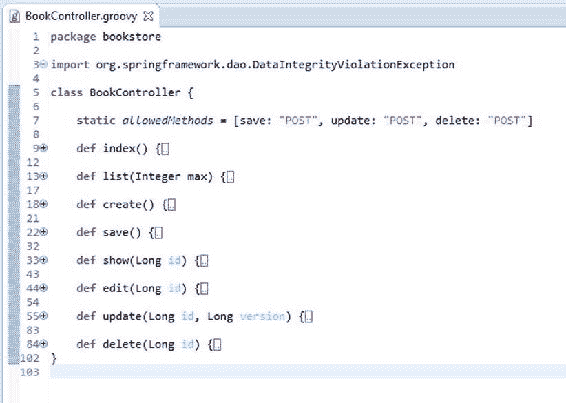 BookController.groovy
1 package bookstore
2
3 import org.springframework.dao.DataIntegrityViolationException
4
5 class BookController {
6
7 static allowedMethods = [save: "POST", update: "POST", delete: "POST"]
8
9 def index() {
12
13 def list(Integer max) {
17
18 def create() {
21
22 def save() {
32
33 def show(Long id) {
43
44 def edit(Long id) {
54
55 def update(Long id, Long version) {
83
84 def delete(Long id) {
102 }
103